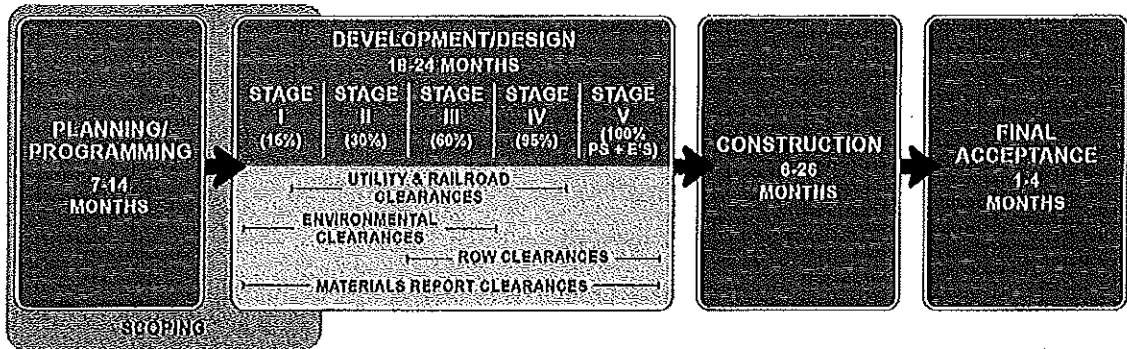 PLANNING/
PROGRAMMING
7-14
MONTHS
SCOPING
DEVELOPMENT/DESIGN
18-24 MONTHS
STAGE
I
(15%)
STAGE
II
(30%)
STAGE
III
(60%)
STAGE
IV
(95%)
STAGE
V
(100%
PS + E'S)
UTILITY & RAILROAD
CLEARANCES
ENVIRONMENTAL
CLEARANCES
ROW CLEARANCES
MATERIALS REPORT CLEARANCES
CONSTRUCTION
MONTHS
FINAL
ACCEPTANCE
1-4
MONTHS